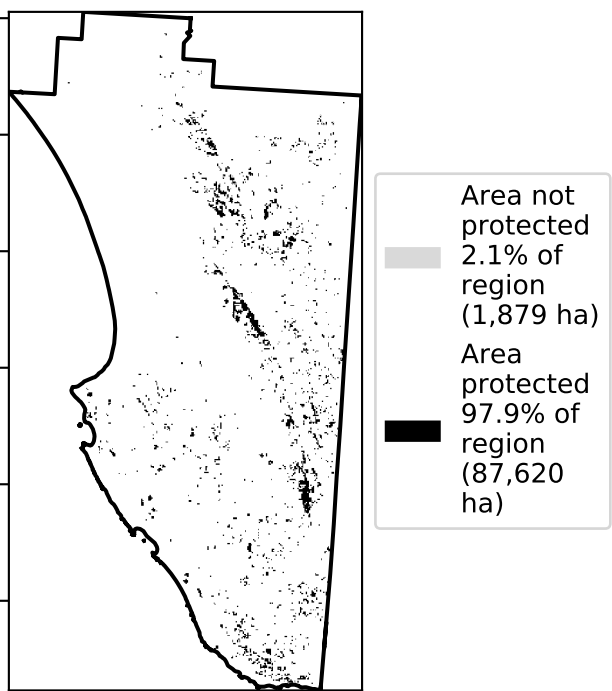 Area not
protected
2.1% of
region
(1,879 ha)
Area
protected
97.9% of
region
(87,620
ha)